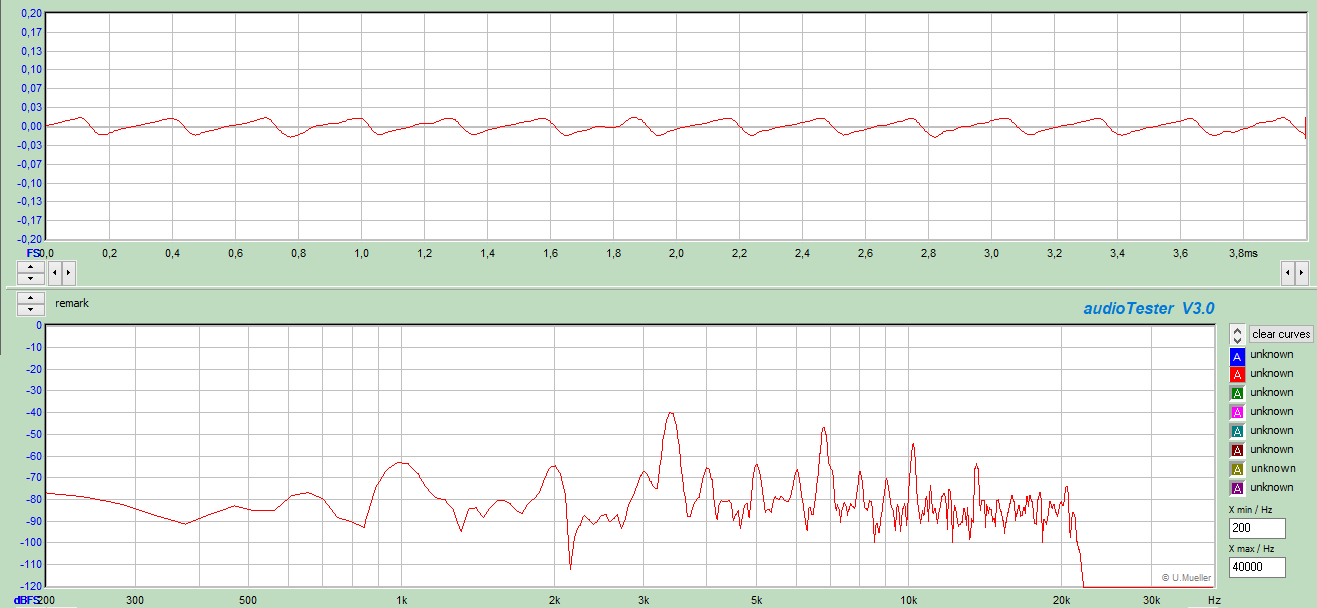 0,20
0,17
0,13
0,10
0,07
0,03
0,00
-0,03
-0,07
-0,10
-0,13
-0,17
-0,20
FS0,0 0,2 0,4 0,6 0,8 1,0 1,2 1,4 1,6 1,8 2,0 2,2 2,4 2,6 2,8 3,0 3,2 3,4 3,6 3,8ms
remark
audioTester V3.0
0
-10
-20
-30
-40
-50
-60
-70
-80
-90
-100
-110
-120
© U.Mueller
dBFS200 300 500 1k 2k 3k 5k 10k 20k 30k Hz
clear curves
A unknown
A unknown
A unknown
A unknown
A unknown
A unknown
A unknown
A unknown
X min / Hz
200
X max / Hz
40000